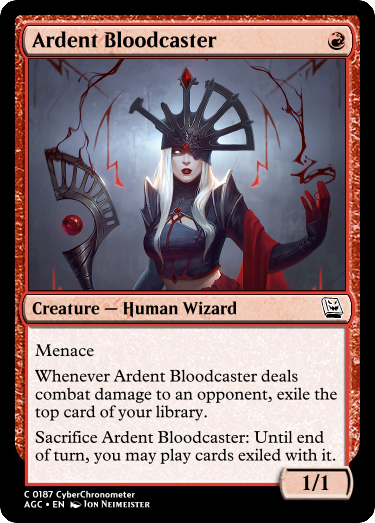 Ardent Bloodcaster
Creature — Human Wizard
Menace
Whenever Ardent Bloodcaster deals
combat damage to an opponent, exile the
top card of your library.
Sacrifice Ardent Bloodcaster: Until end
of turn, you may play cards exiled with it.
1/1
C 0187 CyberChronometer
AGC • EN Jon Neimeister